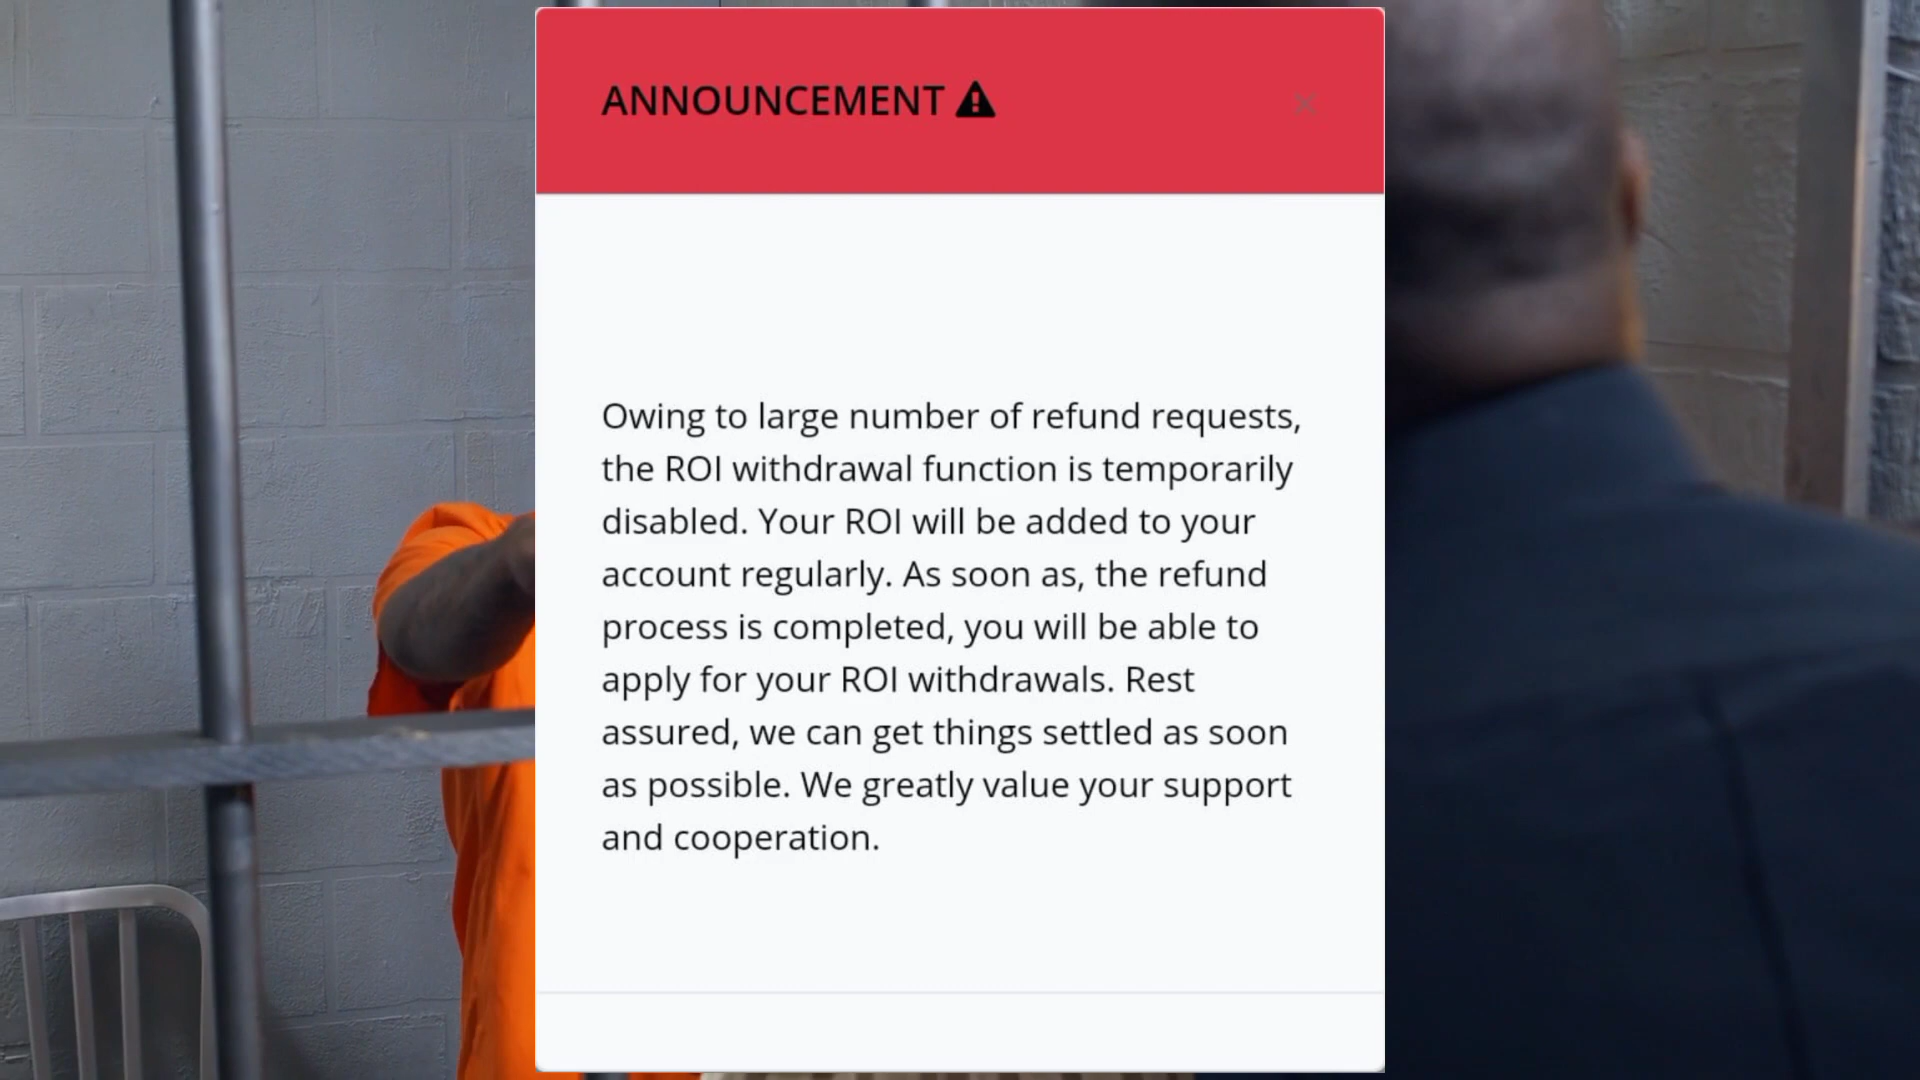 ANNOUNCEMENT
Owing to large number of refund requests,
the ROI withdrawal function is temporarily
disabled. Your ROI will be added to your
account regularly. As soon as, the refund
process is completed, you will be able to
apply for your ROI withdrawals. Rest
assured, we can get things settled as soon
as possible. We greatly value your support
and cooperation.